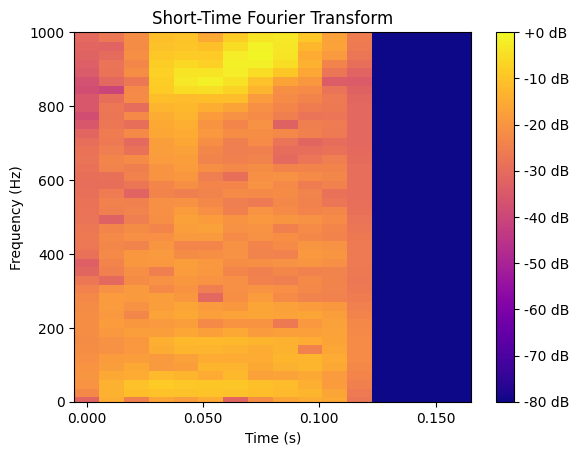 Short-Time Fourier Transform
Frequency (Hz)
1000
800
600
400
200
0
0.000
0.050
0.100
0.150
Time (s)
+0 dB
-10 dB
-20 dB
-30 dB
-40 dB
-50 dB
-60 dB
-70 dB
-80 dB